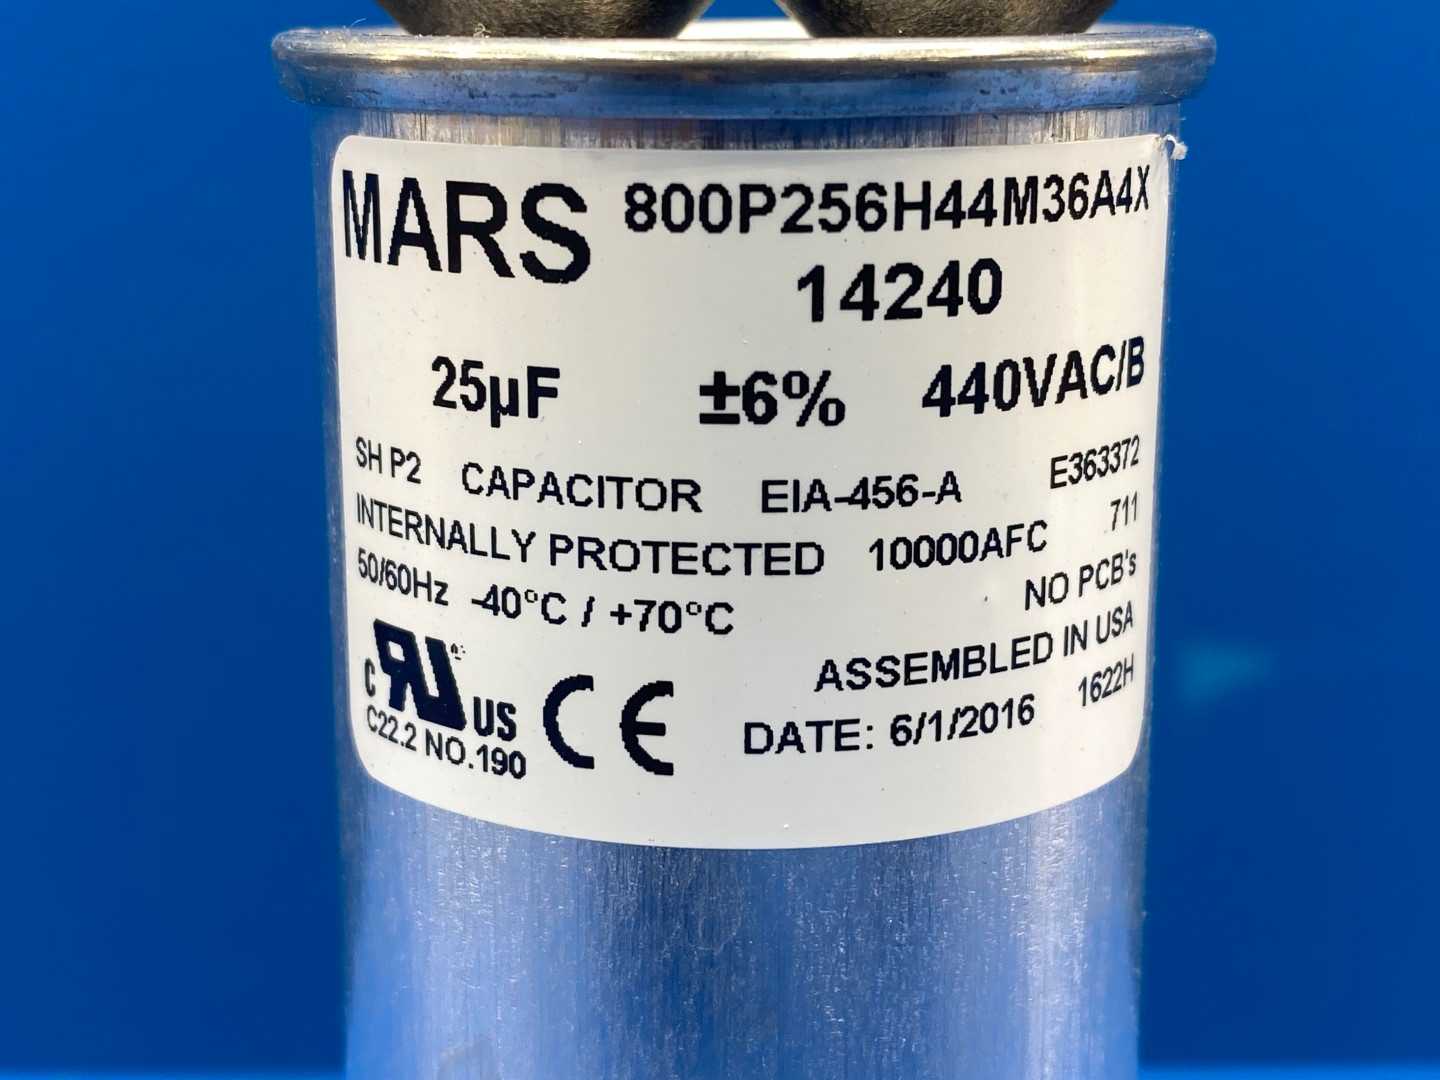 MARS 800P256H44M36A4X
14240
25µF ±6% 440VAC/B
SH P2 CAPACITOR EIA-456-A E363372
INTERNALLY PROTECTED 10000AFC 711
50/60Hz -40°C / +70°C NO PCB's
ASSEMBLED IN USA
c RU US CE DATE: 6/1/2016 1622H
C22.2 NO.190